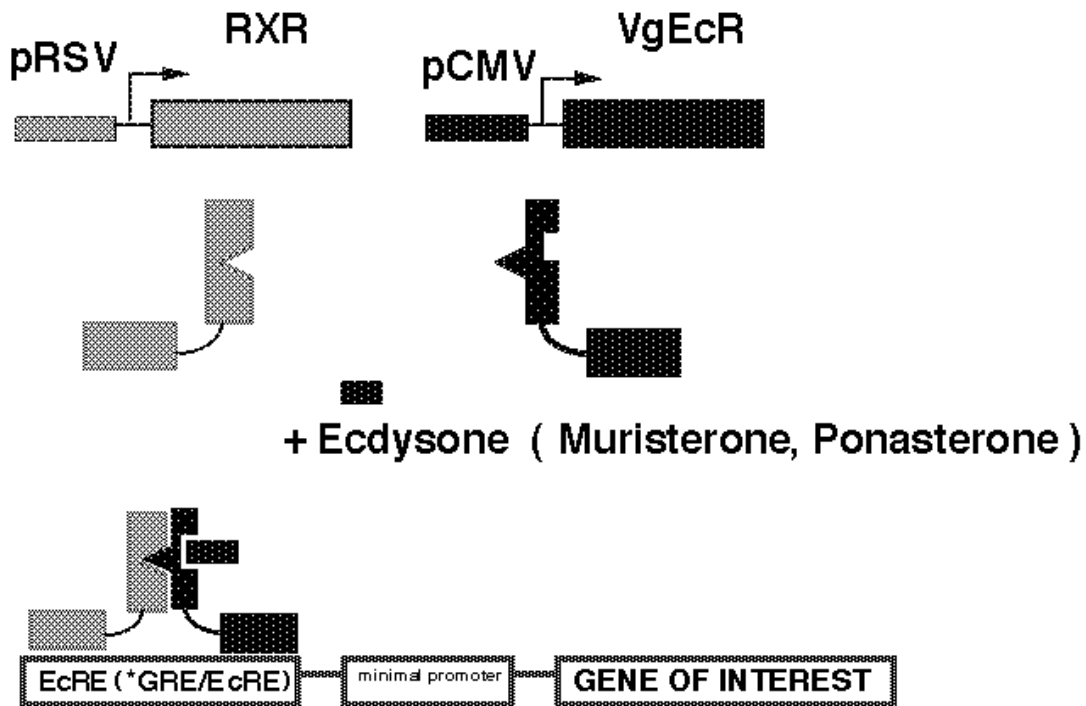 RXR
VgEcR
pRSV
pCMV
+ Ecdysone ( Muristerone, Ponasterone )
EcRE (*GRE/EcRE)
minimal promoter
GENE OF INTEREST